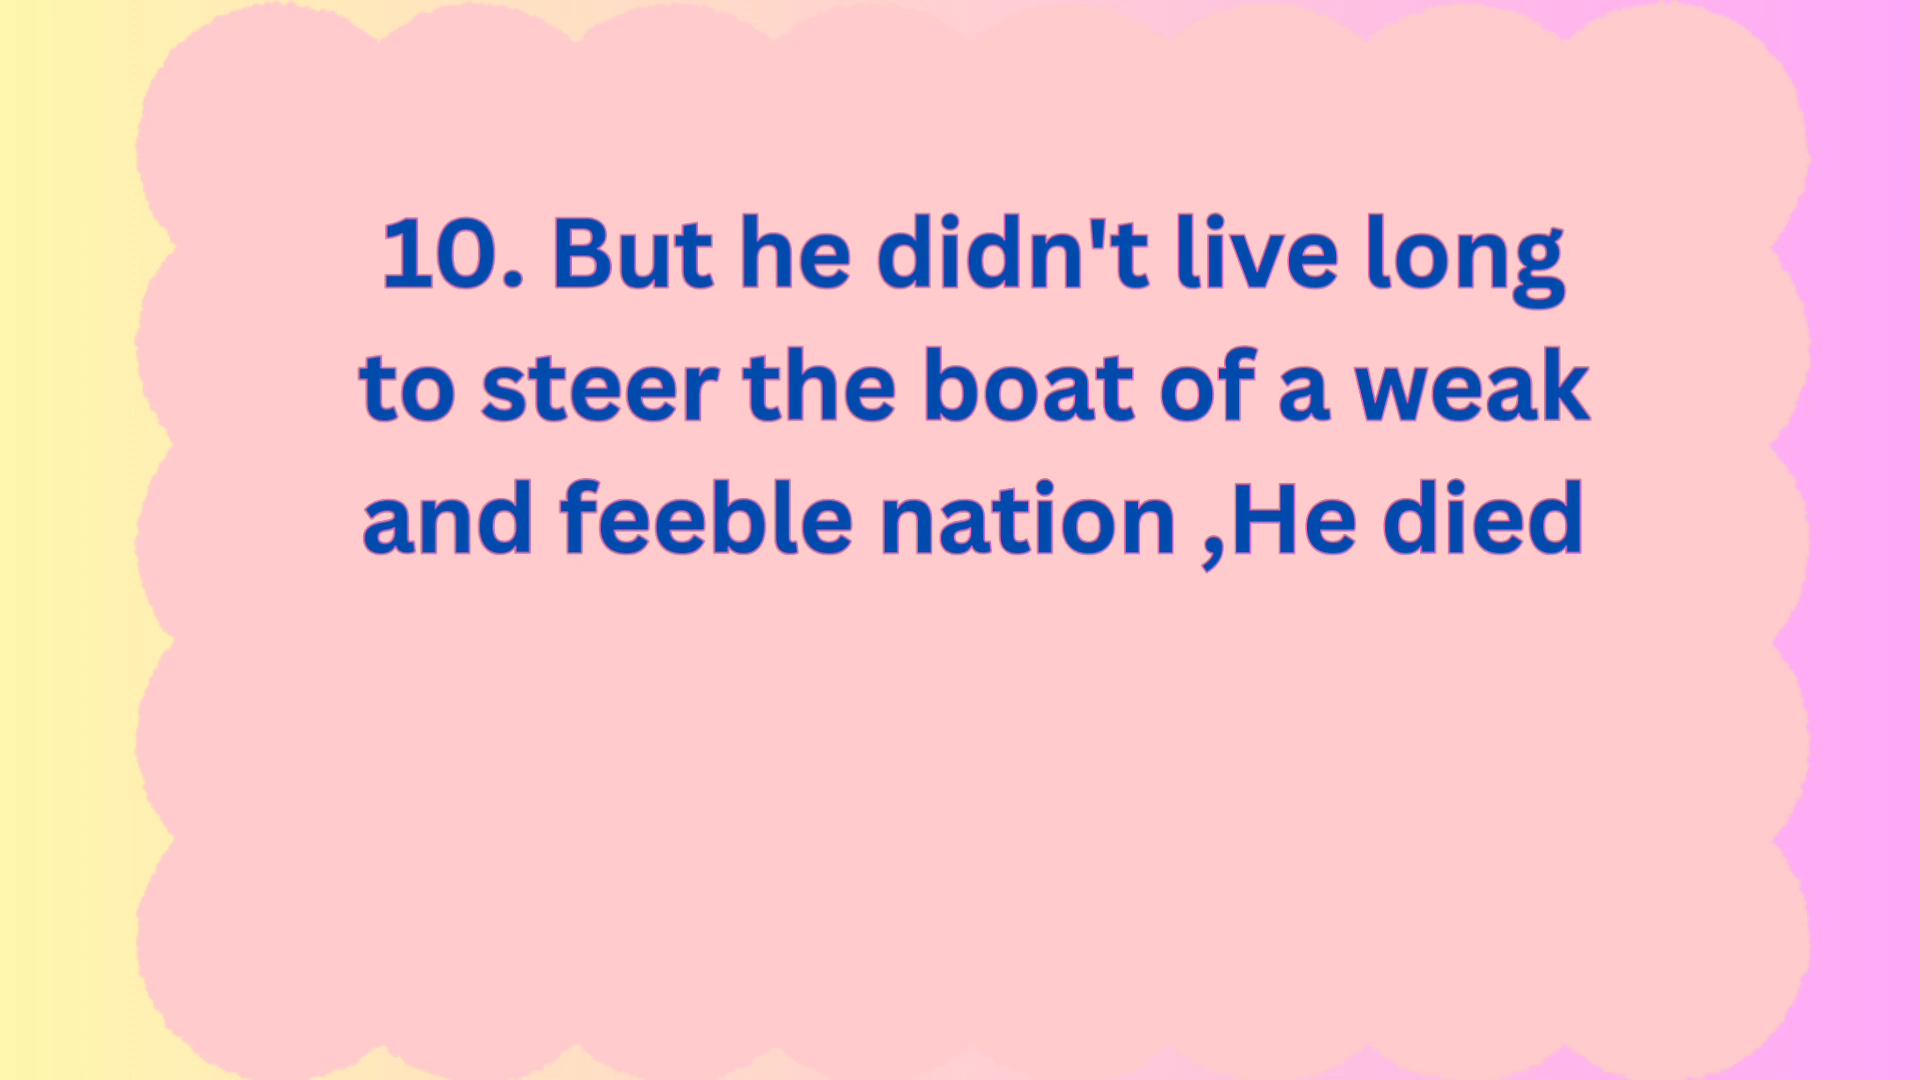 10. But he didn't live long
to steer the boat of a weak
and feeble nation ,He died